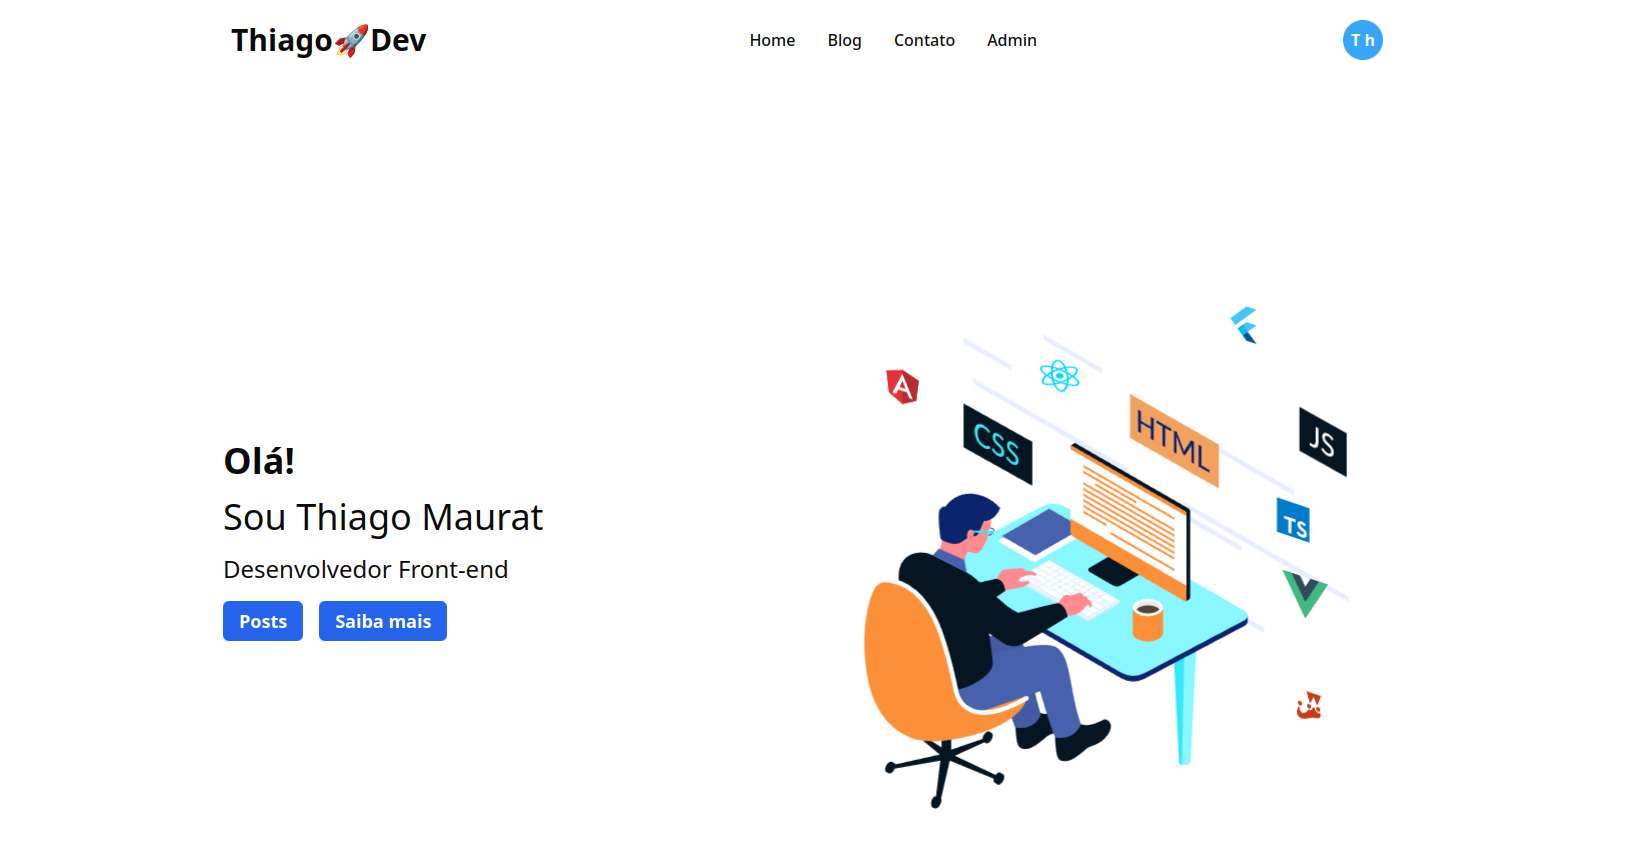 Thiago🚀Dev
Home Blog Contato Admin
T h
Olá!
Sou Thiago Maurat
Desenvolvedor Front-end
Posts Saiba mais
CSS
HTML
JS
TS
A